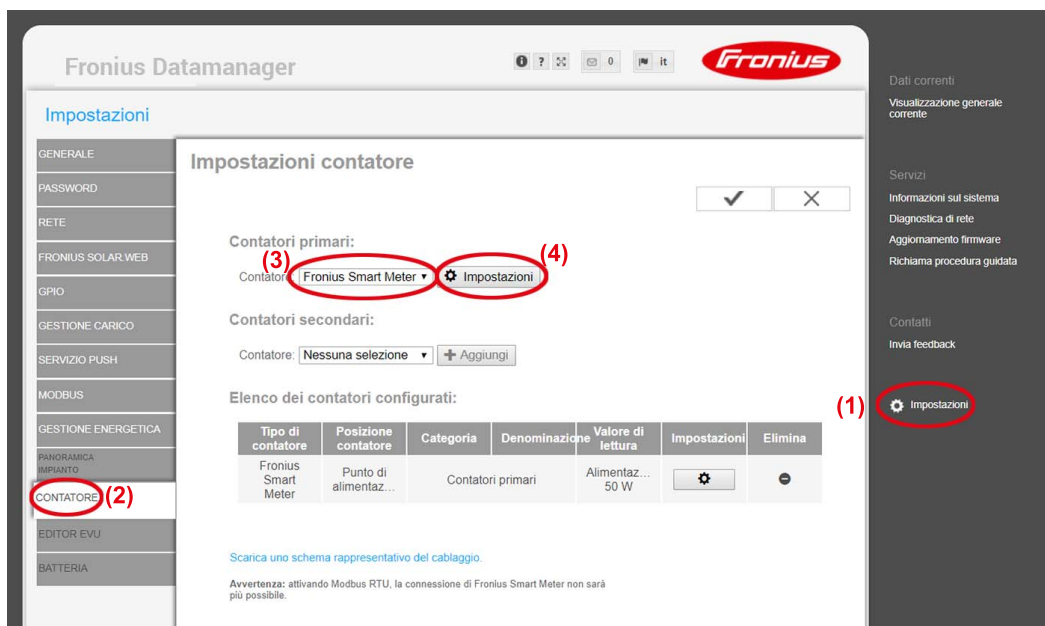 Fronius Datamanager
? 0 it
Fronius
Impostazioni
GENERALE
PASSWORD
RETE
FRONIUS SOLAR.WEB
GPIO
GESTIONE CARICO
SERVIZIO PUSH
MODBUS
GESTIONE ENERGETICA
PANORAMICA
IMPIANTO
CONTATORE (2)
EDITOR EVU
BATTERIA
Impostazioni contatore
Contatori primari:
(3) (4)
Contatore: Fronius Smart Meter Impostazioni
Contatori secondari:
Contatore: Nessuna selezione Aggiungi
Elenco dei contatori configurati:
Tipo di contatore Posizione contatore Categoria Denominazione Valore di lettura Impostazioni Elimina
Fronius Smart Meter Punto di alimentaz... Contatori primari Alimentaz... 50 W
Scarica uno schema rappresentativo del cablaggio.
Avvertenza: attivando Modbus RTU, la connessione di Fronius Smart Meter non sarà
più possibile.
Dati correnti
Visualizzazione generale
corrente
Servizi
Informazioni sul sistema
Diagnostica di rete
Aggiornamento firmware
Richiama procedura guidata
Contatti
Invia feedback
(1) Impostazioni